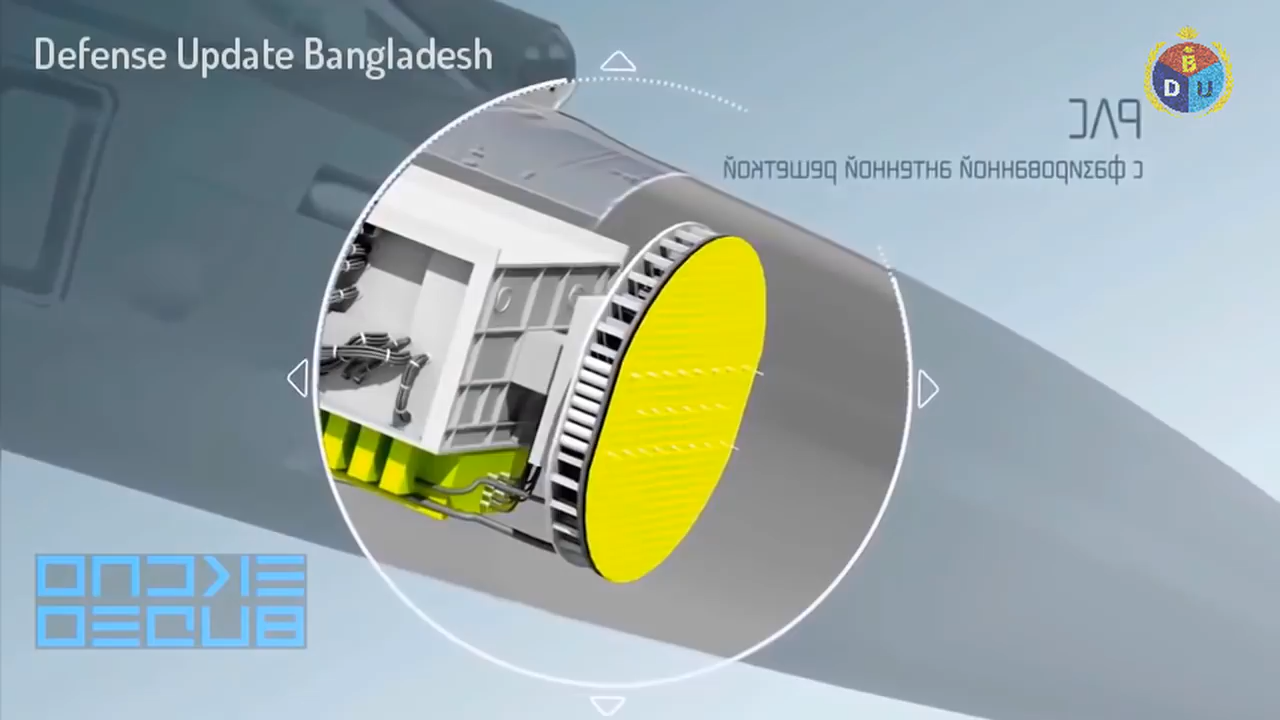 Defense Update Bangladesh
B
D U
РЛС
с фазированной антенной решеткой